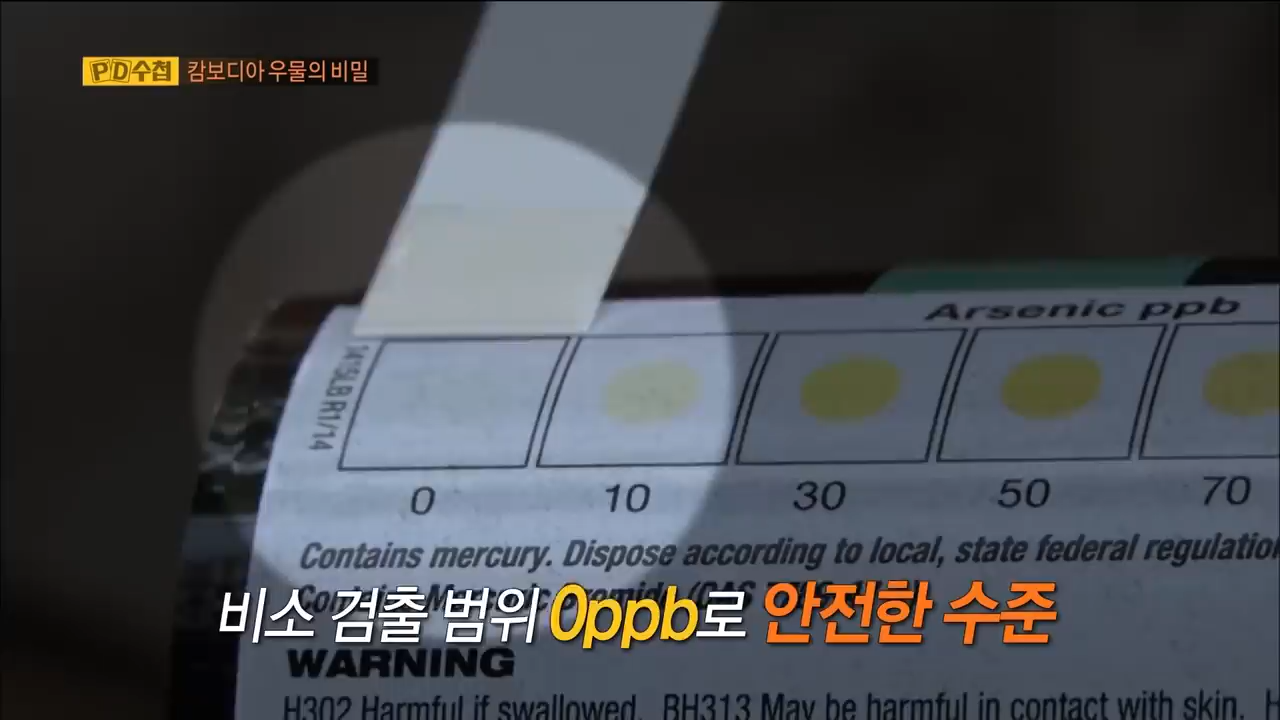 PD수첩 캄보디아 우물의 비밀
Arsenic ppb
1415LB R1/14
0 10 30 50 70
Contains mercury. Dispose according to local, state federal
비소 검출 범위 0ppb로 안전한 수준
WARNING
H302 Harmful if swallowed. BH313 May be harmful in contact with skin.